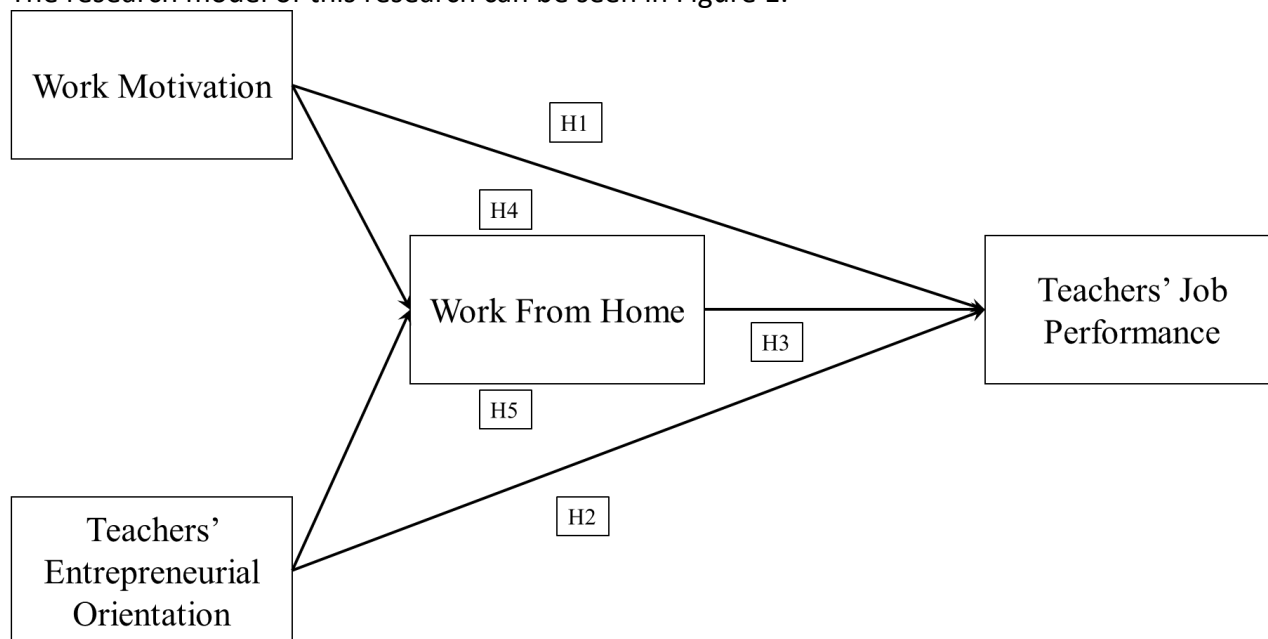 The research model of this research can be seen in Figure 1.
Work Motivation
H1
H4
Work From Home
Teachers’ Job
Performance
H3
H5
Teachers’
Entrepreneurial
Orientation
H2